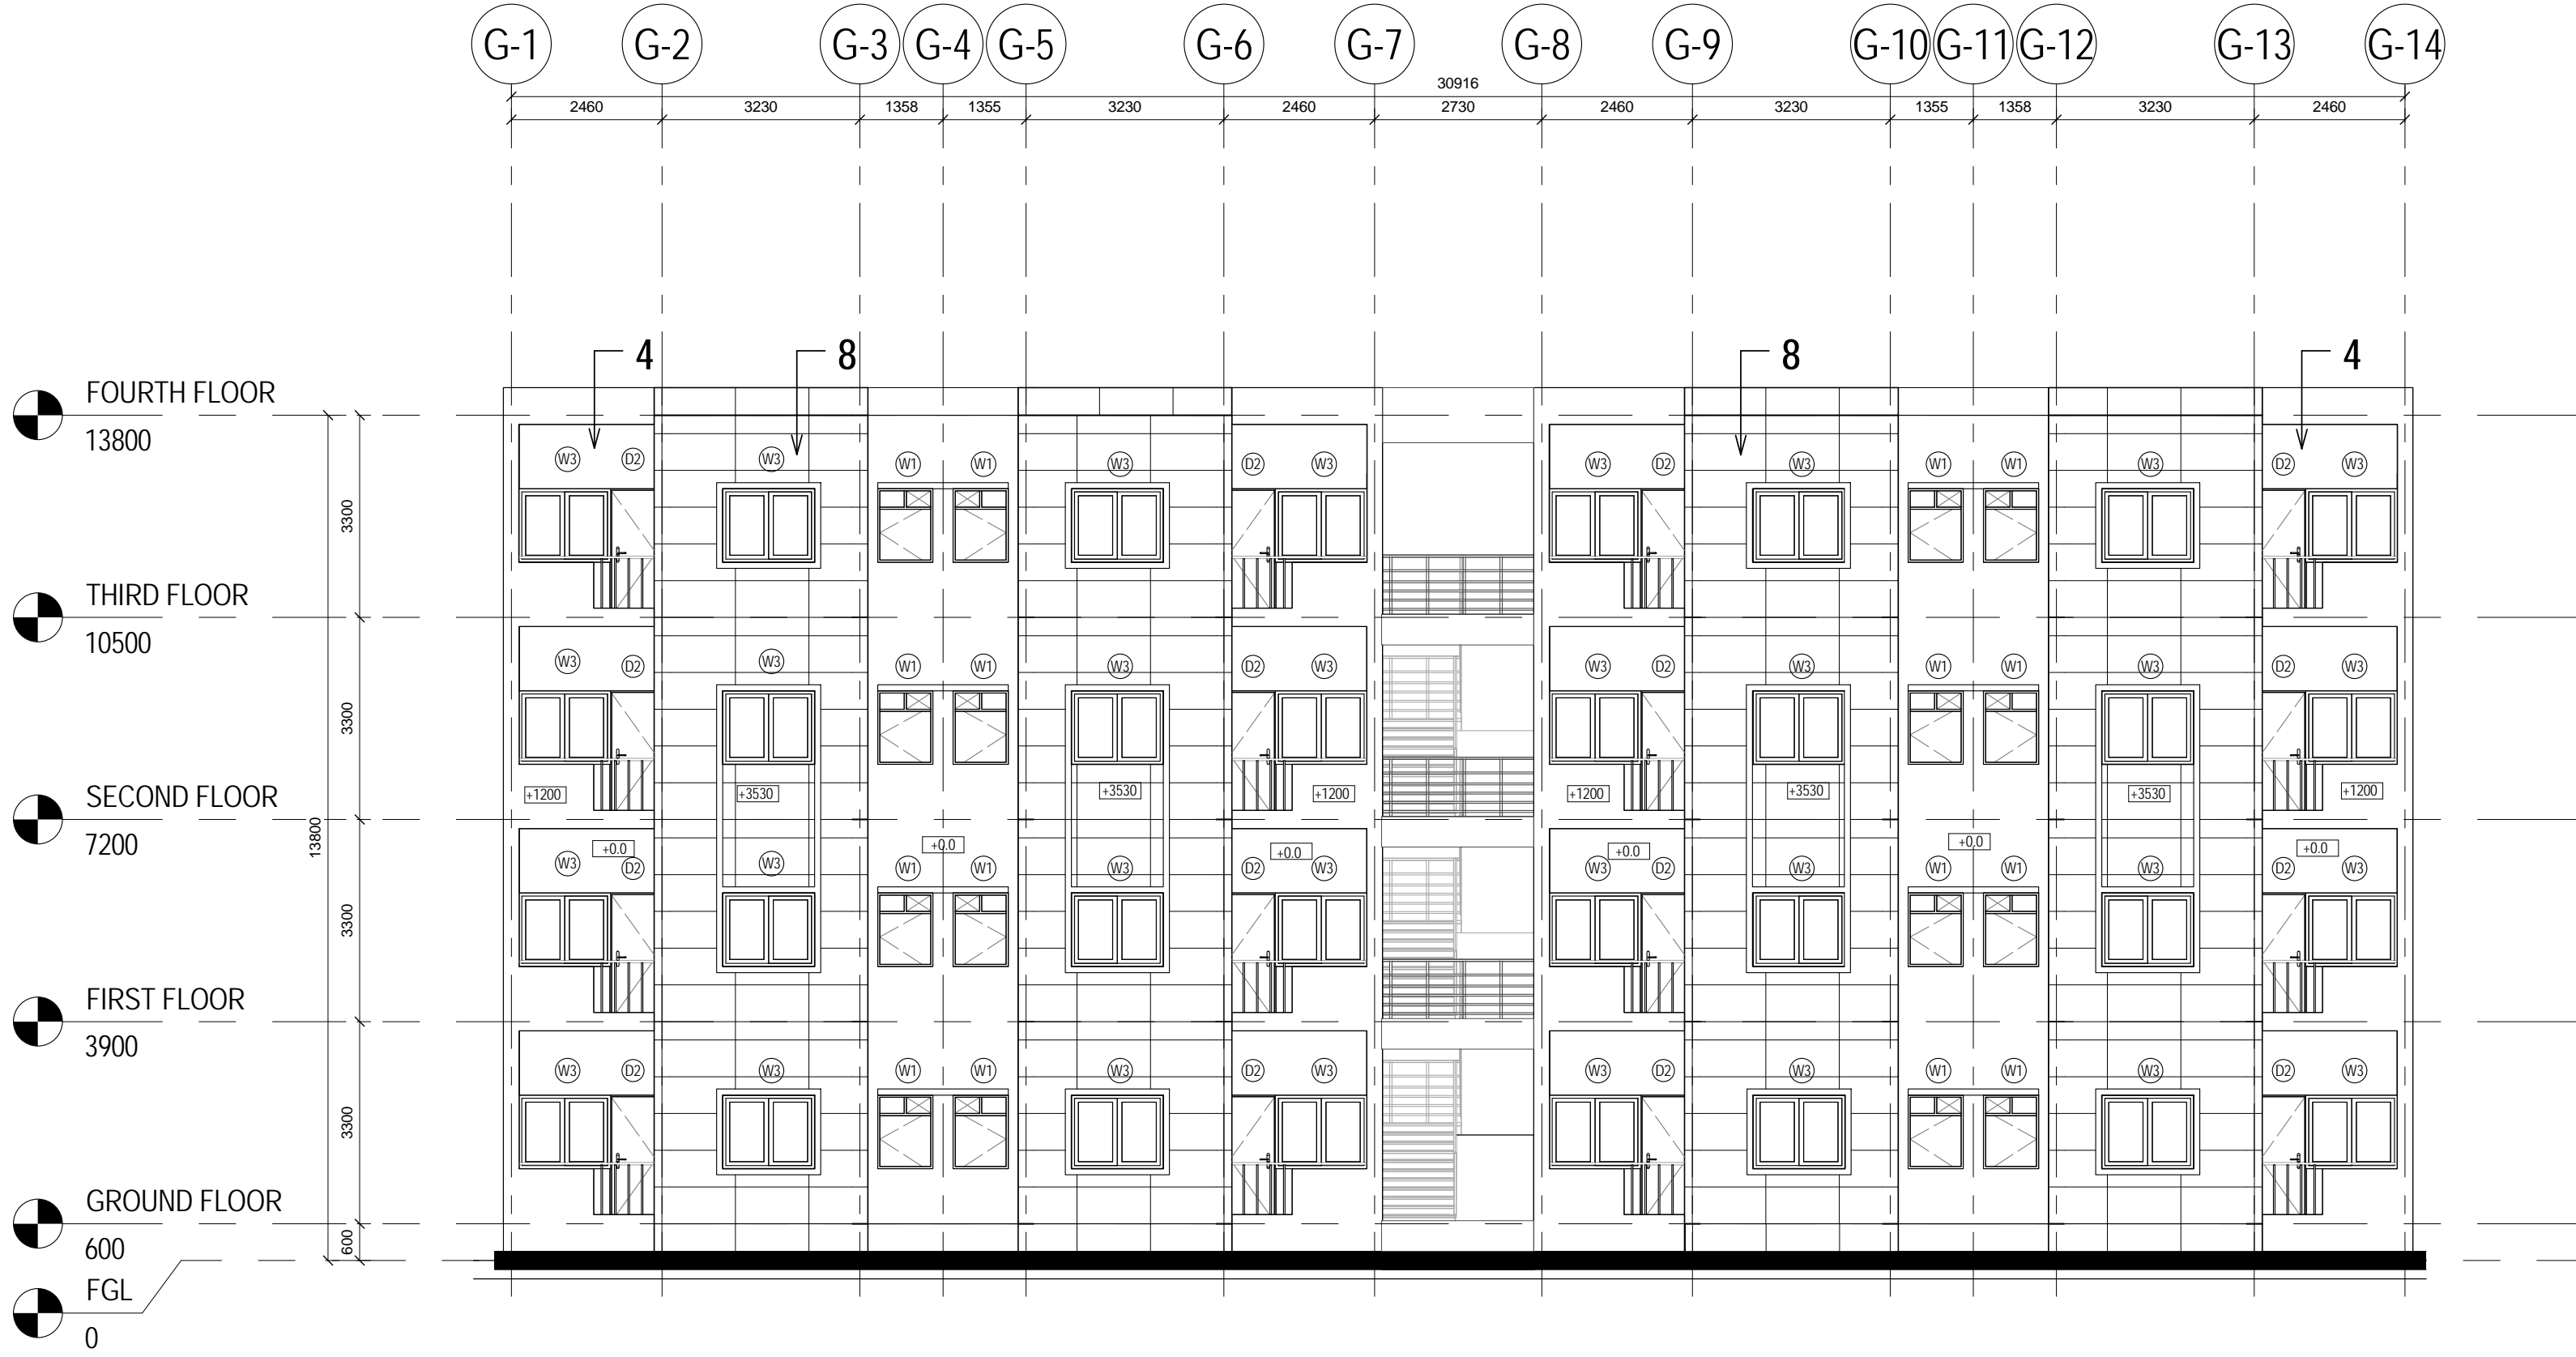 G-1 G-2 G-3 G-4 G-5 G-6 G-7 G-8 G-9 G-10 G-11 G-12 G-13 G-14
30916
2460 3230 1358 1355 3230 2460 2730 2460 3230 1355 1358 3230 2460
4 8 8 4
FOURTH FLOOR
13800
W3 D2 W3 W1 W1 W3 D2 W3 W3 D2 W3 W1 W1 W3 D2 W3
3300
THIRD FLOOR
10500
W3 D2 W3 W1 W1 W3 D2 W3 W3 D2 W3 W1 W1 W3 D2 W3
3300
SECOND FLOOR
+1200 +3530 +3530 +1200 +1200 +3530 +3530 +1200
7200
13800
+0.0 +0.0 +0.0 +0.0 +0.0 +0.0
W3 D2 W3 W1 W1 W3 D2 W3 W3 D2 W3 W1 W1 W3 D2 W3
3300
FIRST FLOOR
3900
W3 D2 W3 W1 W1 W3 D2 W3 W3 D2 W3 W1 W1 W3 D2 W3
3300
GROUND FLOOR
600
600
FGL
0